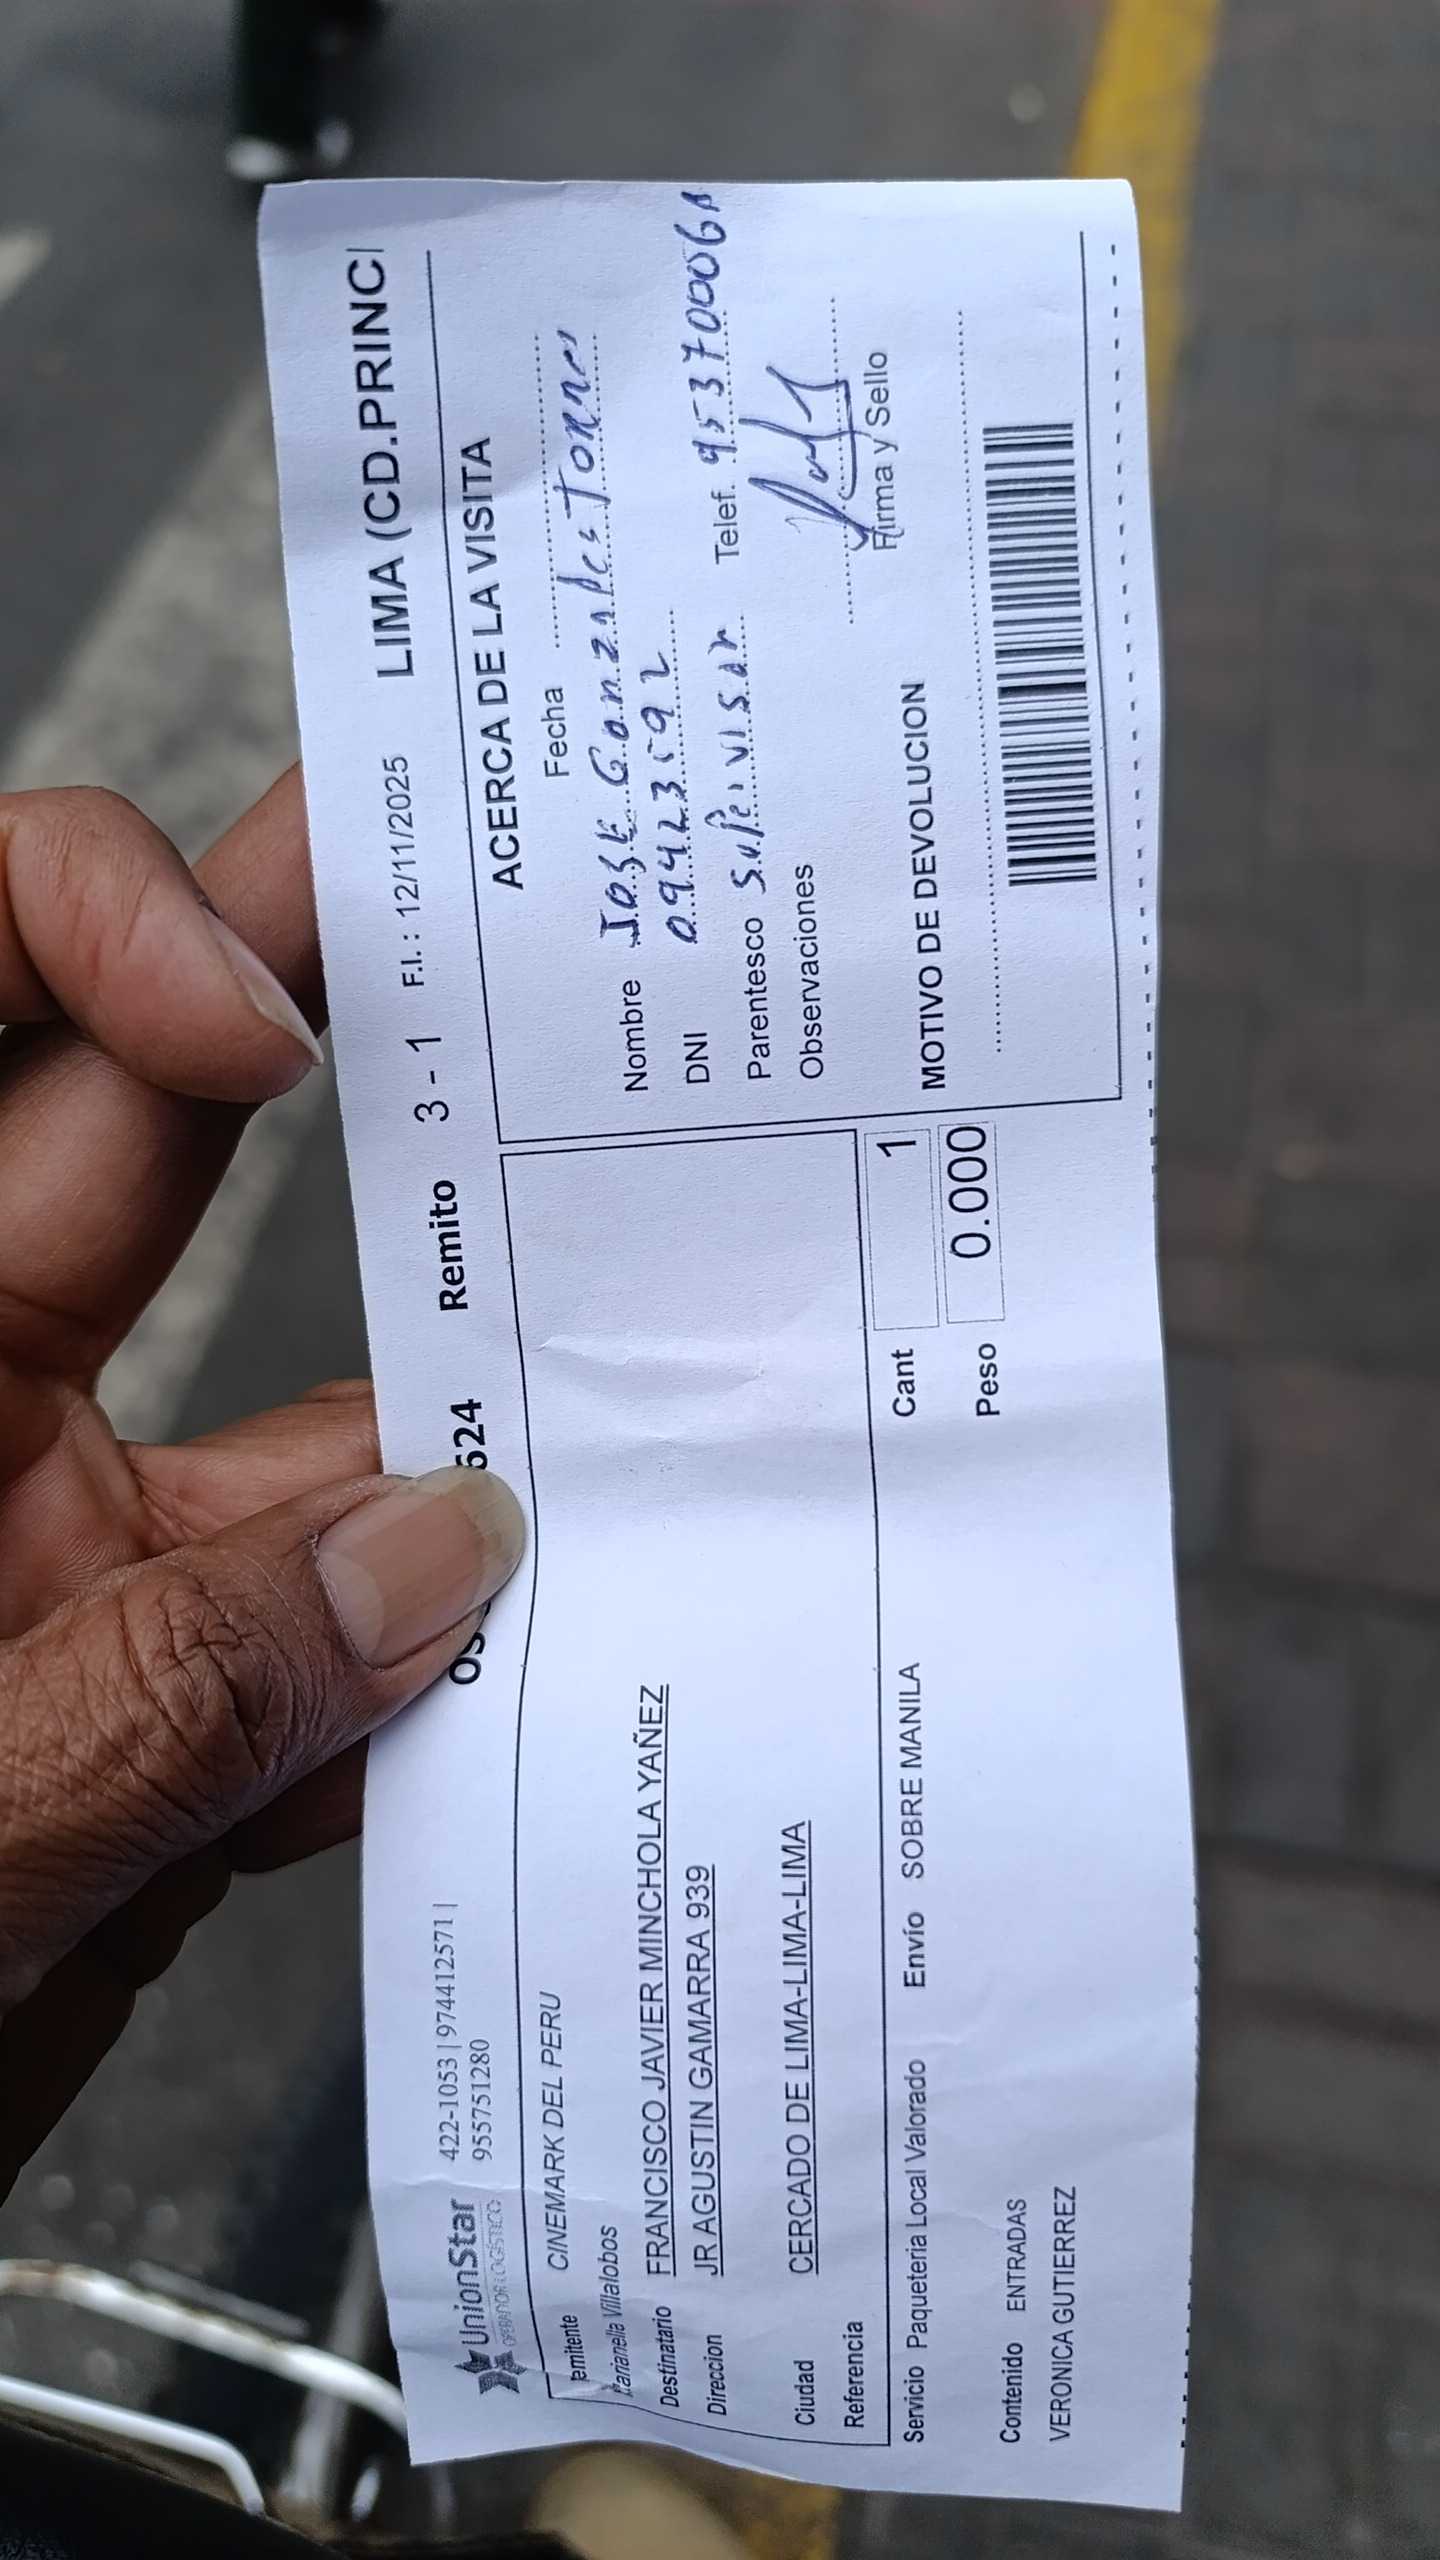 UnionStar
OPERADOR LOGÍSTICO
422-1053 | 974412571 |
955751280
624 Remito 3 - 1 F.I. : 12/11/2025 LIMA (CD.PRINCI
emitente CINEMARK DEL PERU
Marianella Villalobos
Destinatario FRANCISCO JAVIER MINCHOLA YAÑEZ
Direccion JR AGUSTIN GAMARRA 939
Ciudad CERCADO DE LIMA-LIMA-LIMA
Referencia
Servicio Paqueteria Local Valorado Envío SOBRE MANILA
Cant 1
Peso 0.000
Contenido ENTRADAS
VERONICA GUTIERREZ
ACERCA DE LA VISITA
Fecha
Nombre Jose Gonzales Torres
DNI
Telef.
Parentesco Supervisor
Observaciones
Firma y Sello
MOTIVO DE DEVOLUCION